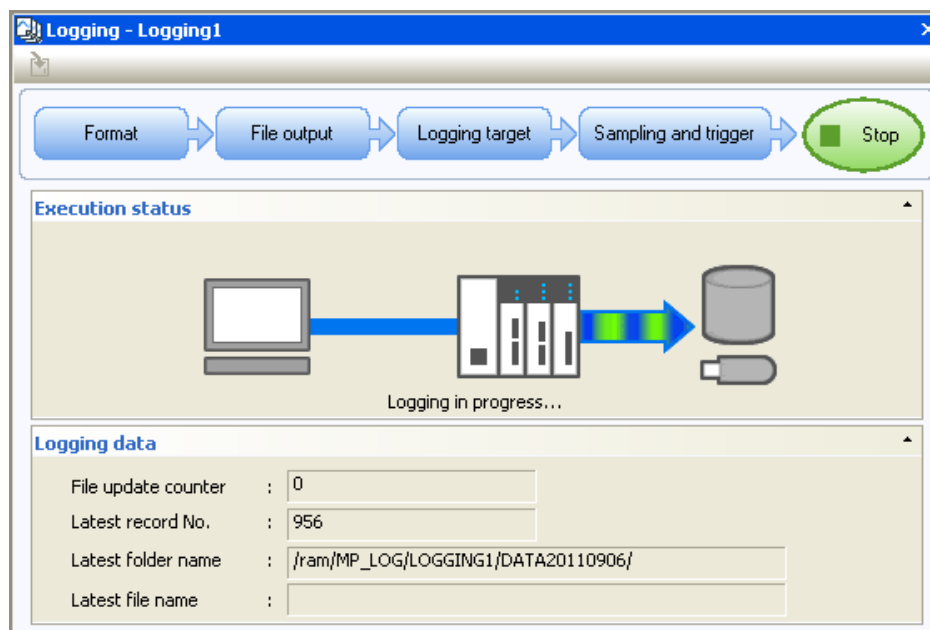 Logging - Logging1
Format
File output
Logging target
Sampling and trigger
Stop
Execution status
Logging in progress...
Logging data
File update counter : 0
Latest record No. : 956
Latest folder name : /ram/MP_LOG/LOGGING1/DATA20110906/
Latest file name :